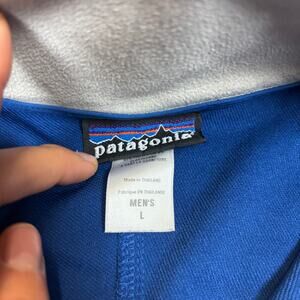 patagonia
Made in THAILAND
Fabriqué EN THAÏLANDE
MEN'S
L